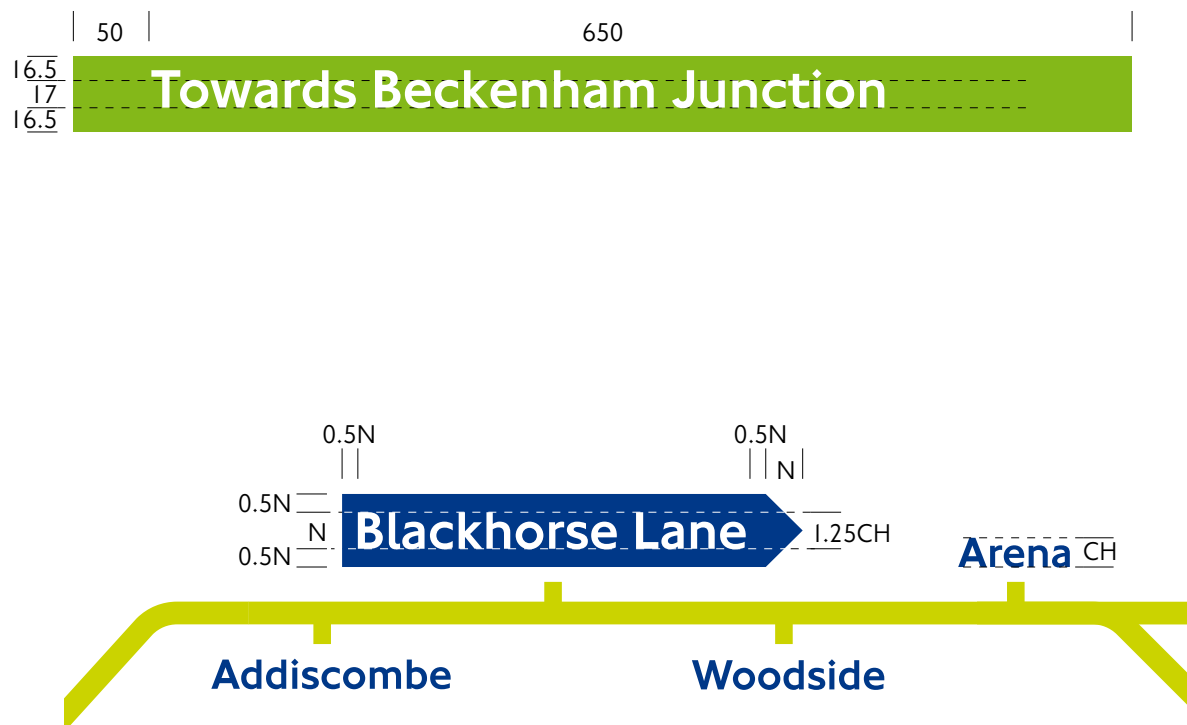 50 650
16.5
17
16.5
Towards Beckenham Junction
0.5N 0.5N
N
0.5N
N
0.5N
Blackhorse Lane
1.25CH
Arena
CH
Addiscombe Woodside